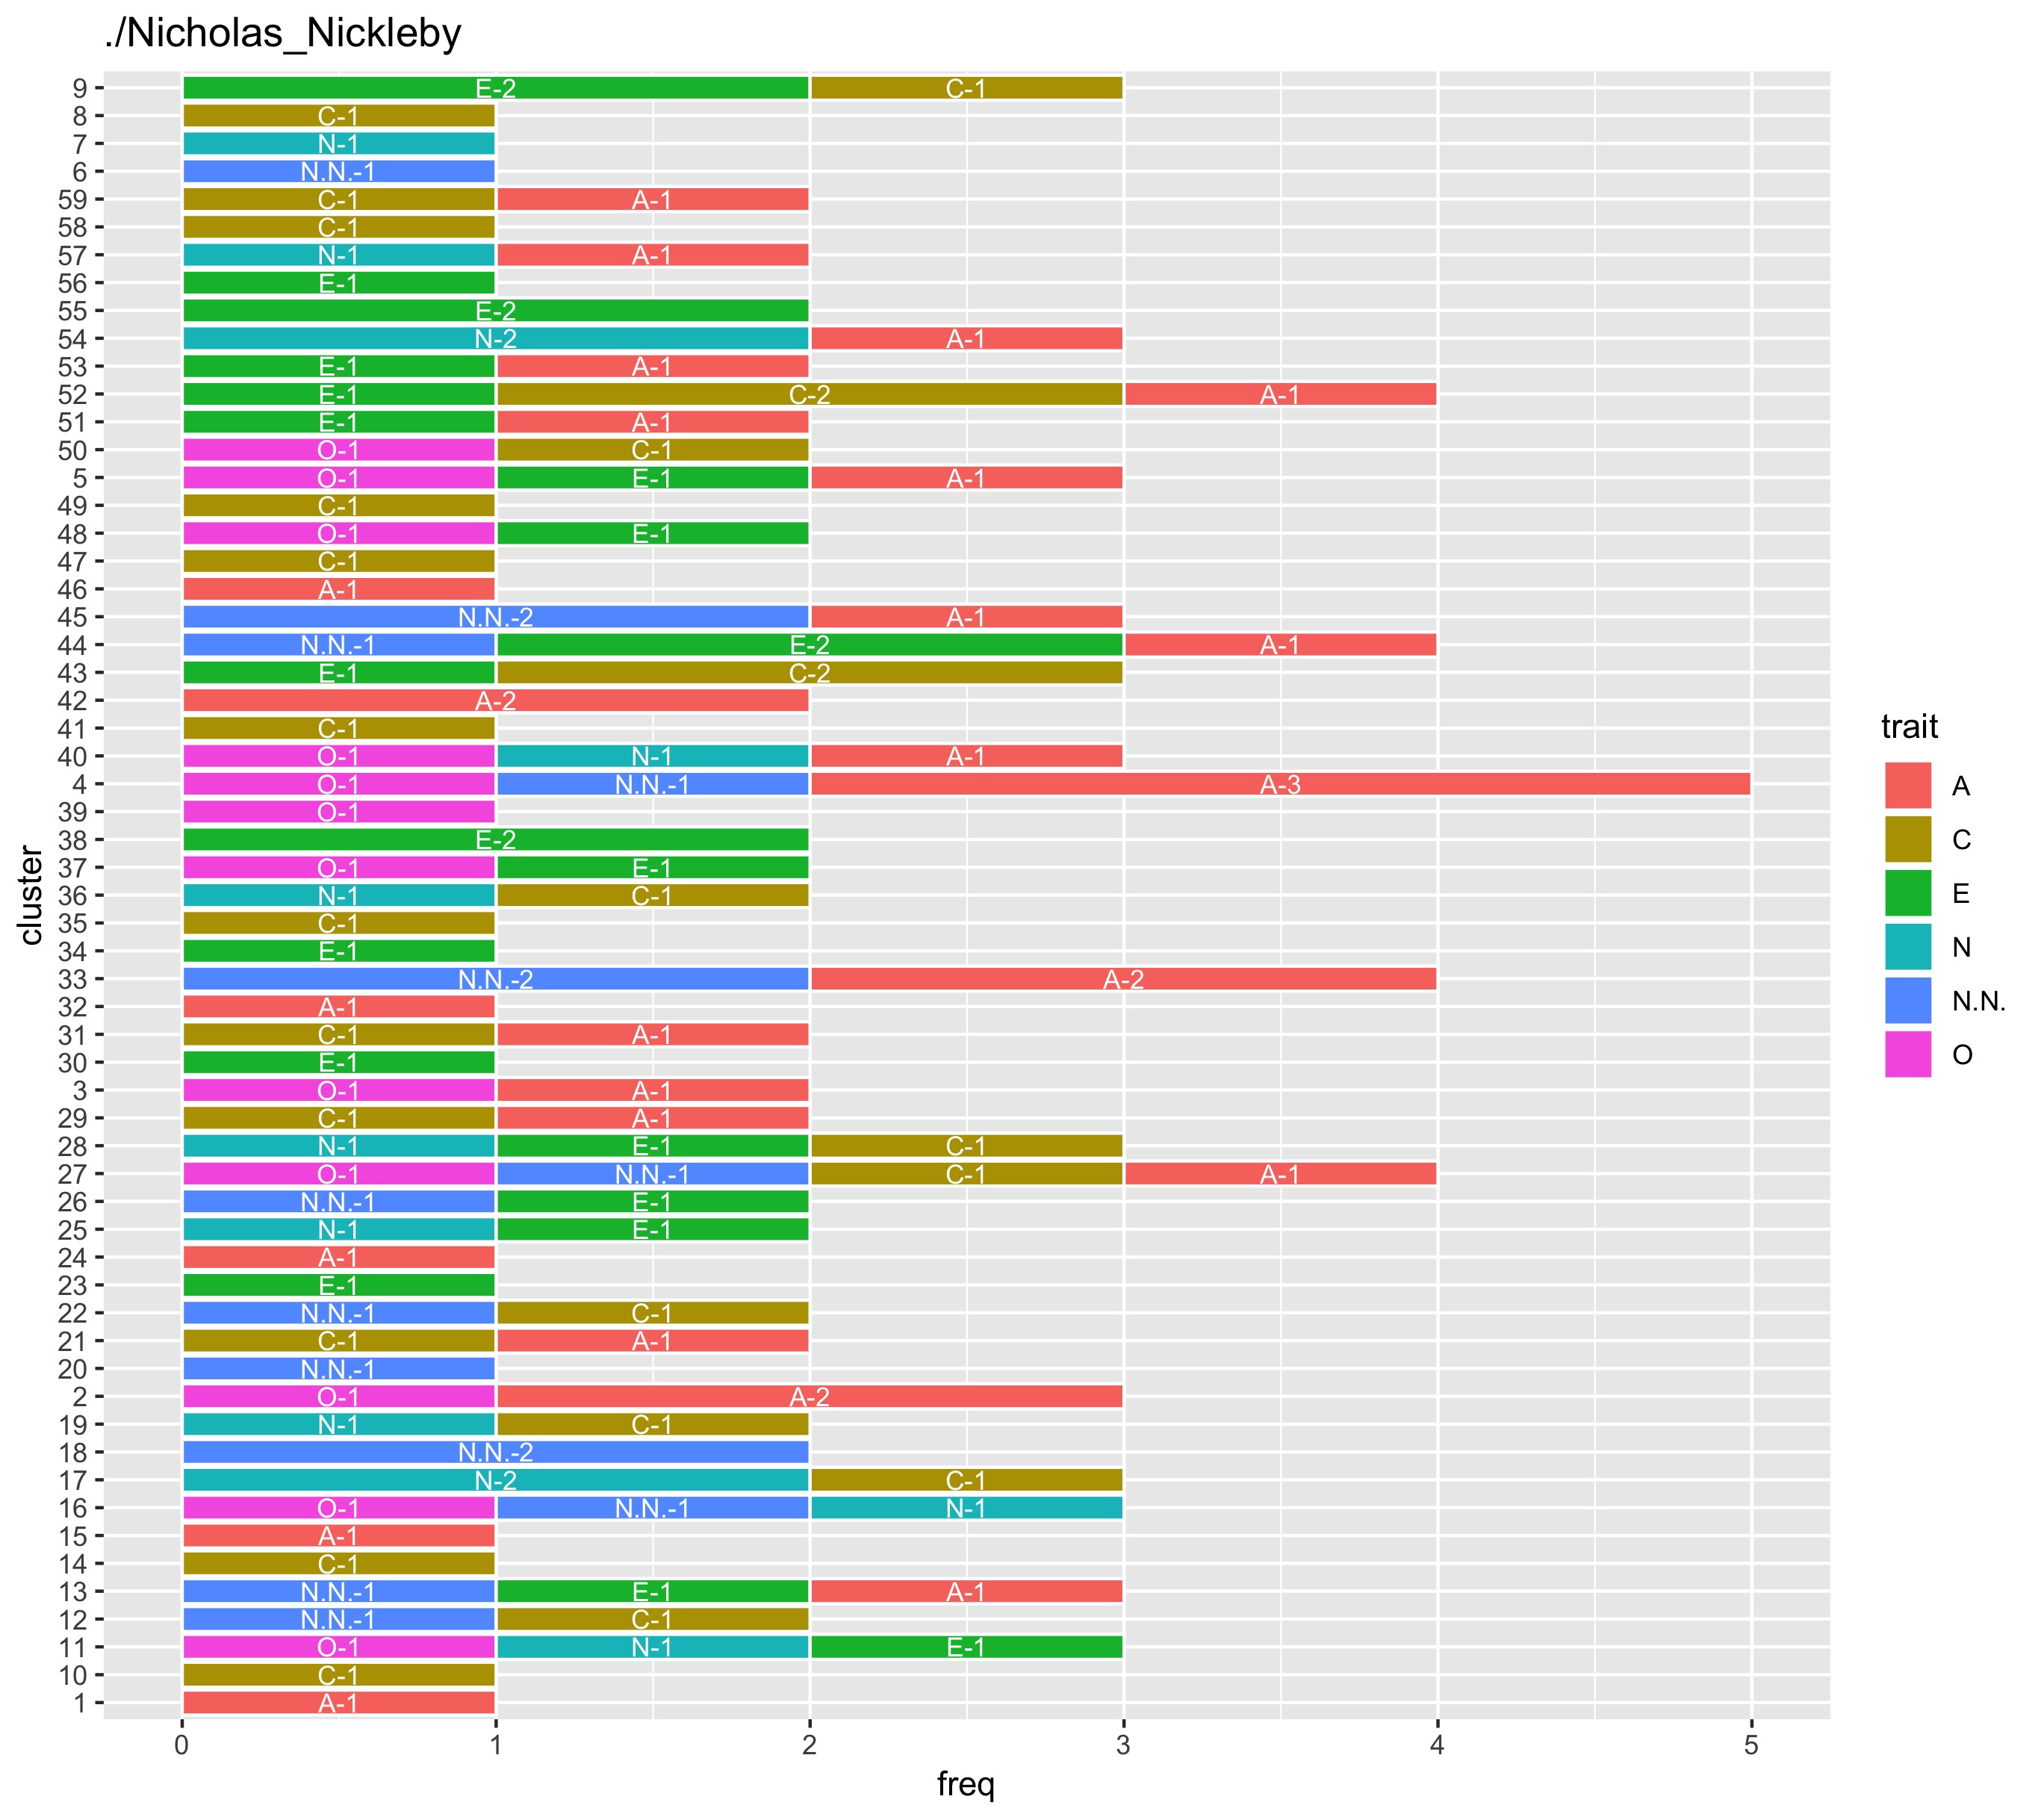 ./Nicholas_Nickleby
9 E-2 C-1
8 C-1
7 N-1
6 N.N.-1
59 C-1 A-1
58 C-1
57 N-1 A-1
56 E-1
55 E-2
54 N-2 A-1
53 E-1 A-1
52 E-1 C-2 A-1
51 E-1 A-1
50 O-1 C-1
5 O-1 E-1 A-1
49 C-1
48 O-1 E-1
47 C-1
46 A-1
45 N.N.-2 A-1
44 N.N.-1 E-2 A-1
43 E-1 C-2
42 A-2
41 C-1
40 O-1 N-1 A-1
4 O-1 N.N.-1 A-3
39 O-1
38 E-2
37 O-1 E-1
36 N-1 C-1
35 C-1
34 E-1
33 N.N.-2 A-2
32 A-1
31 C-1 A-1
30 E-1
3 O-1 A-1
29 C-1 A-1
28 N-1 E-1 C-1
27 O-1 N.N.-1 C-1 A-1
26 N.N.-1 E-1
25 N-1 E-1
24 A-1
23 E-1
22 N.N.-1 C-1
21 C-1 A-1
20 N.N.-1
2 O-1 A-2
19 N-1 C-1
18 N.N.-2
17 N-2 C-1
16 O-1 N.N.-1 N-1
15 A-1
14 C-1
13 N.N.-1 E-1 A-1
12 N.N.-1 C-1
11 O-1 N-1 E-1
10 C-1
1 A-1
0 1 2 3 4 5
freq
cluster
trait
A
C
E
N
N.N.
O